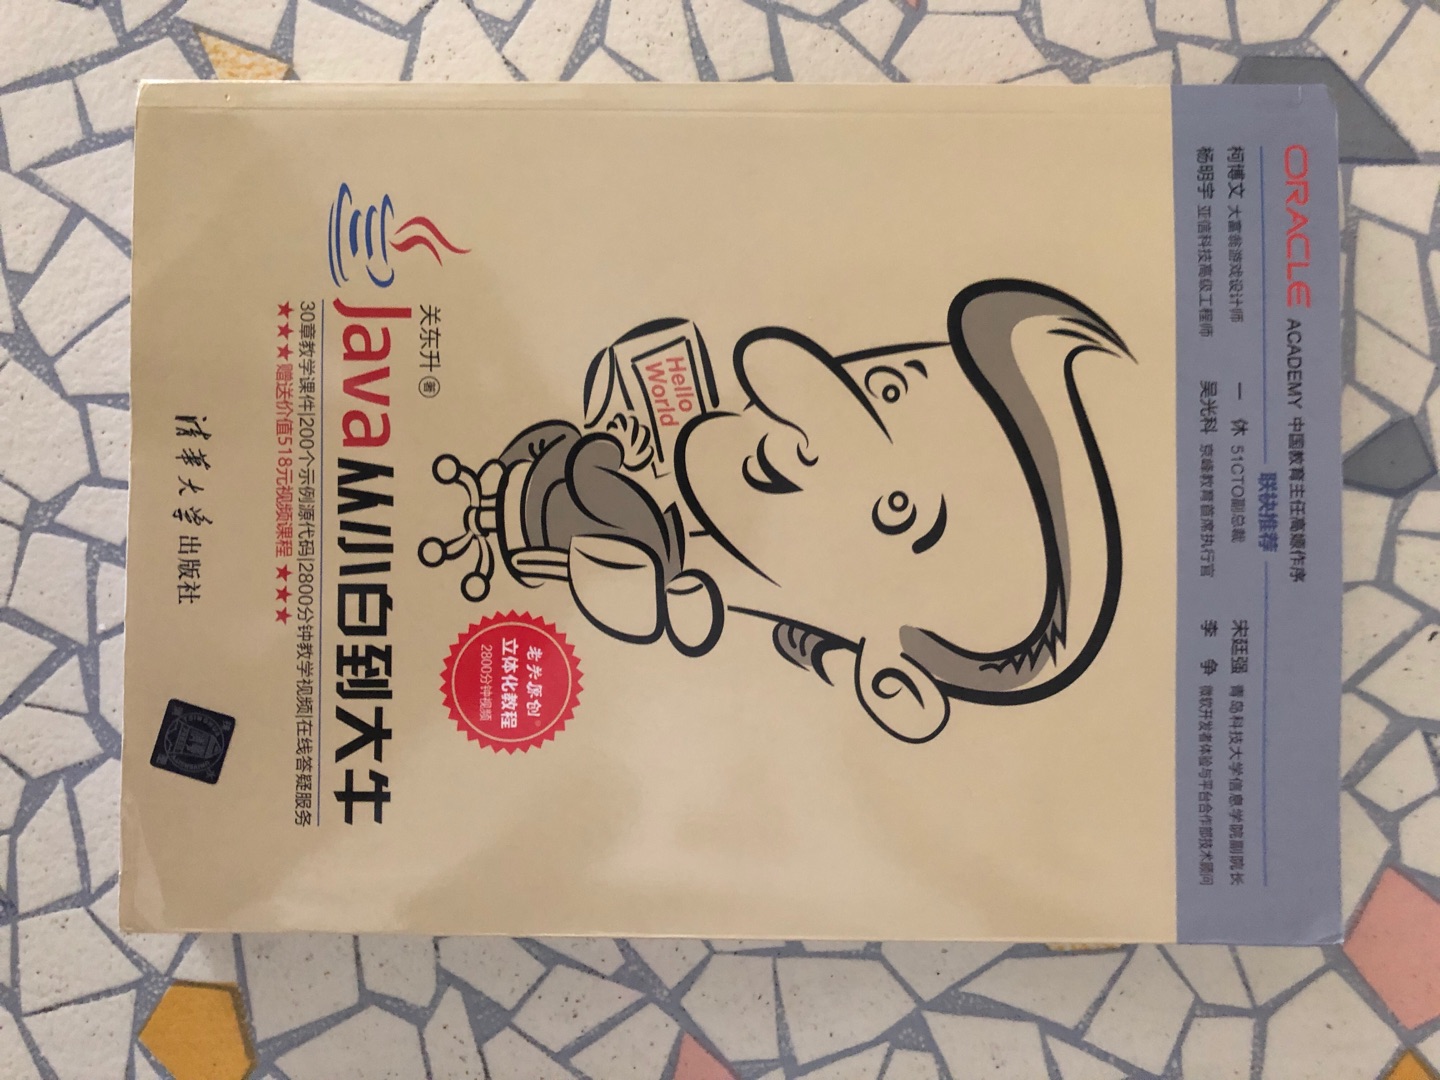 ORACLE ACADEMY 中国教育主任高嫄作序
联袂推荐
柯博文 大富翁游戏设计师 一 休 51CTO副总裁 宋廷强 青岛科技大学信息学院副院长
杨明宇 亚信科技高级工程师 吴光科 京峰教育首席执行官 李 争 微软开发者体验与平台合作部技术顾问
Hello
World
老关原创®
立体化教程
2800分钟视频
关东升 著
Java从小白到大牛
30章教学课件|200个示例源代码|2800分钟教学视频|在线答疑服务
★★★赠送价值518元视频课程★★★
清华大学出版社